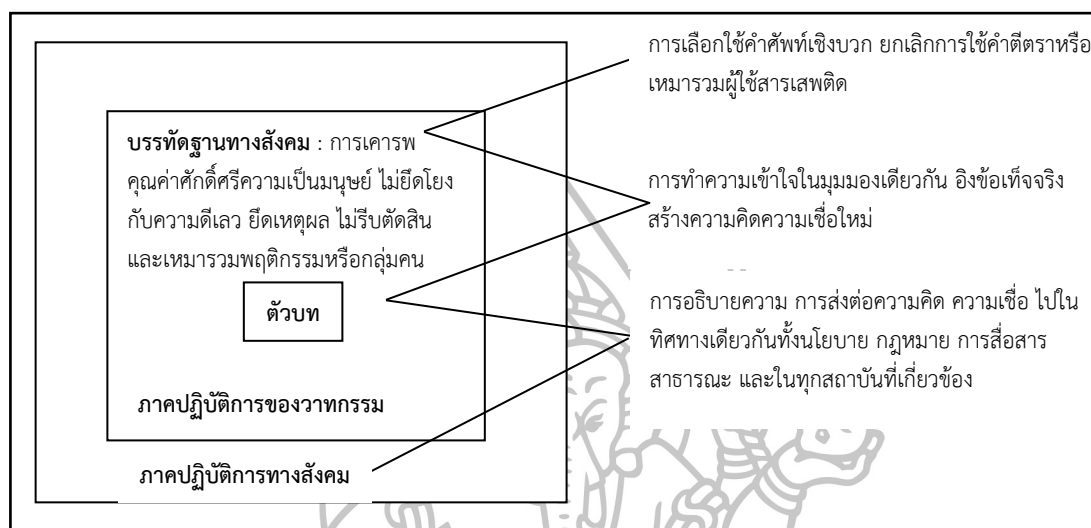 การเลือกใช้คำศัพท์เชิงบวก ยกเลิกการใช้คำตีตราหรือ
เหมารวมผู้ใช้สารเสพติด
บรรทัดฐานทางสังคม : การเคารพ
คุณค่าศักดิ์ศรีความเป็นมนุษย์ ไม่ยึดโยง
กับความดีเลว ยึดเหตุผล ไม่รีบตัดสิน
และเหมารวมพฤติกรรมหรือกลุ่มคน
การทำความเข้าใจในมุมมองเดียวกัน อิงข้อเท็จจริง
สร้างความคิดความเชื่อใหม่
ตัวบท
การอธิบายความ การส่งต่อความคิด ความเชื่อ ไปใน
ทิศทางเดียวกันทั้งนโยบาย กฎหมาย การสื่อสาร
สาธารณะ และในทุกสถาบันที่เกี่ยวข้อง
ภาคปฏิบัติการของวาทกรรม
ภาคปฏิบัติการทางสังคม